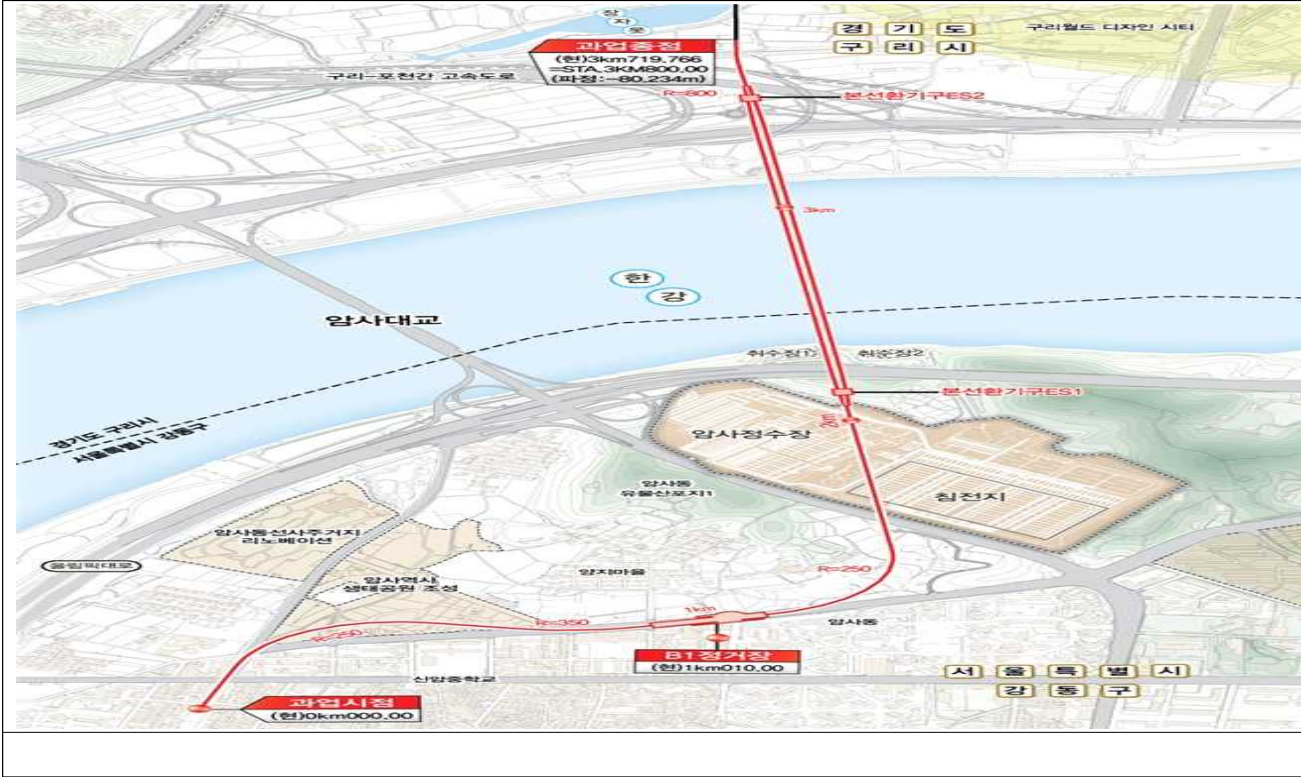 장
자
못
경기도
구리시
구리월드 디자인 시티
과업종점
(현)3km719.766
=STA.3KM800.00
(파정:-80.234m)
구리-포천간 고속도로
R=800
본선환기구ES2
3km
한
강
암사대교
취수장1
취수장2
본선환기구ES1
2km
경기도 구리시
서울특별시 강동구
암사정수장
침전지
암사동
유물산포지1
암사동선사주거지
리노베이션
올림픽대로
암사역사
생태공원 조성
양지마을
R=250
1km
R=350
R=250
암사동
B1정거장
(현)1km010.00
신암중학교
서울특별시
강동구
과업시점
(현)0km000.00